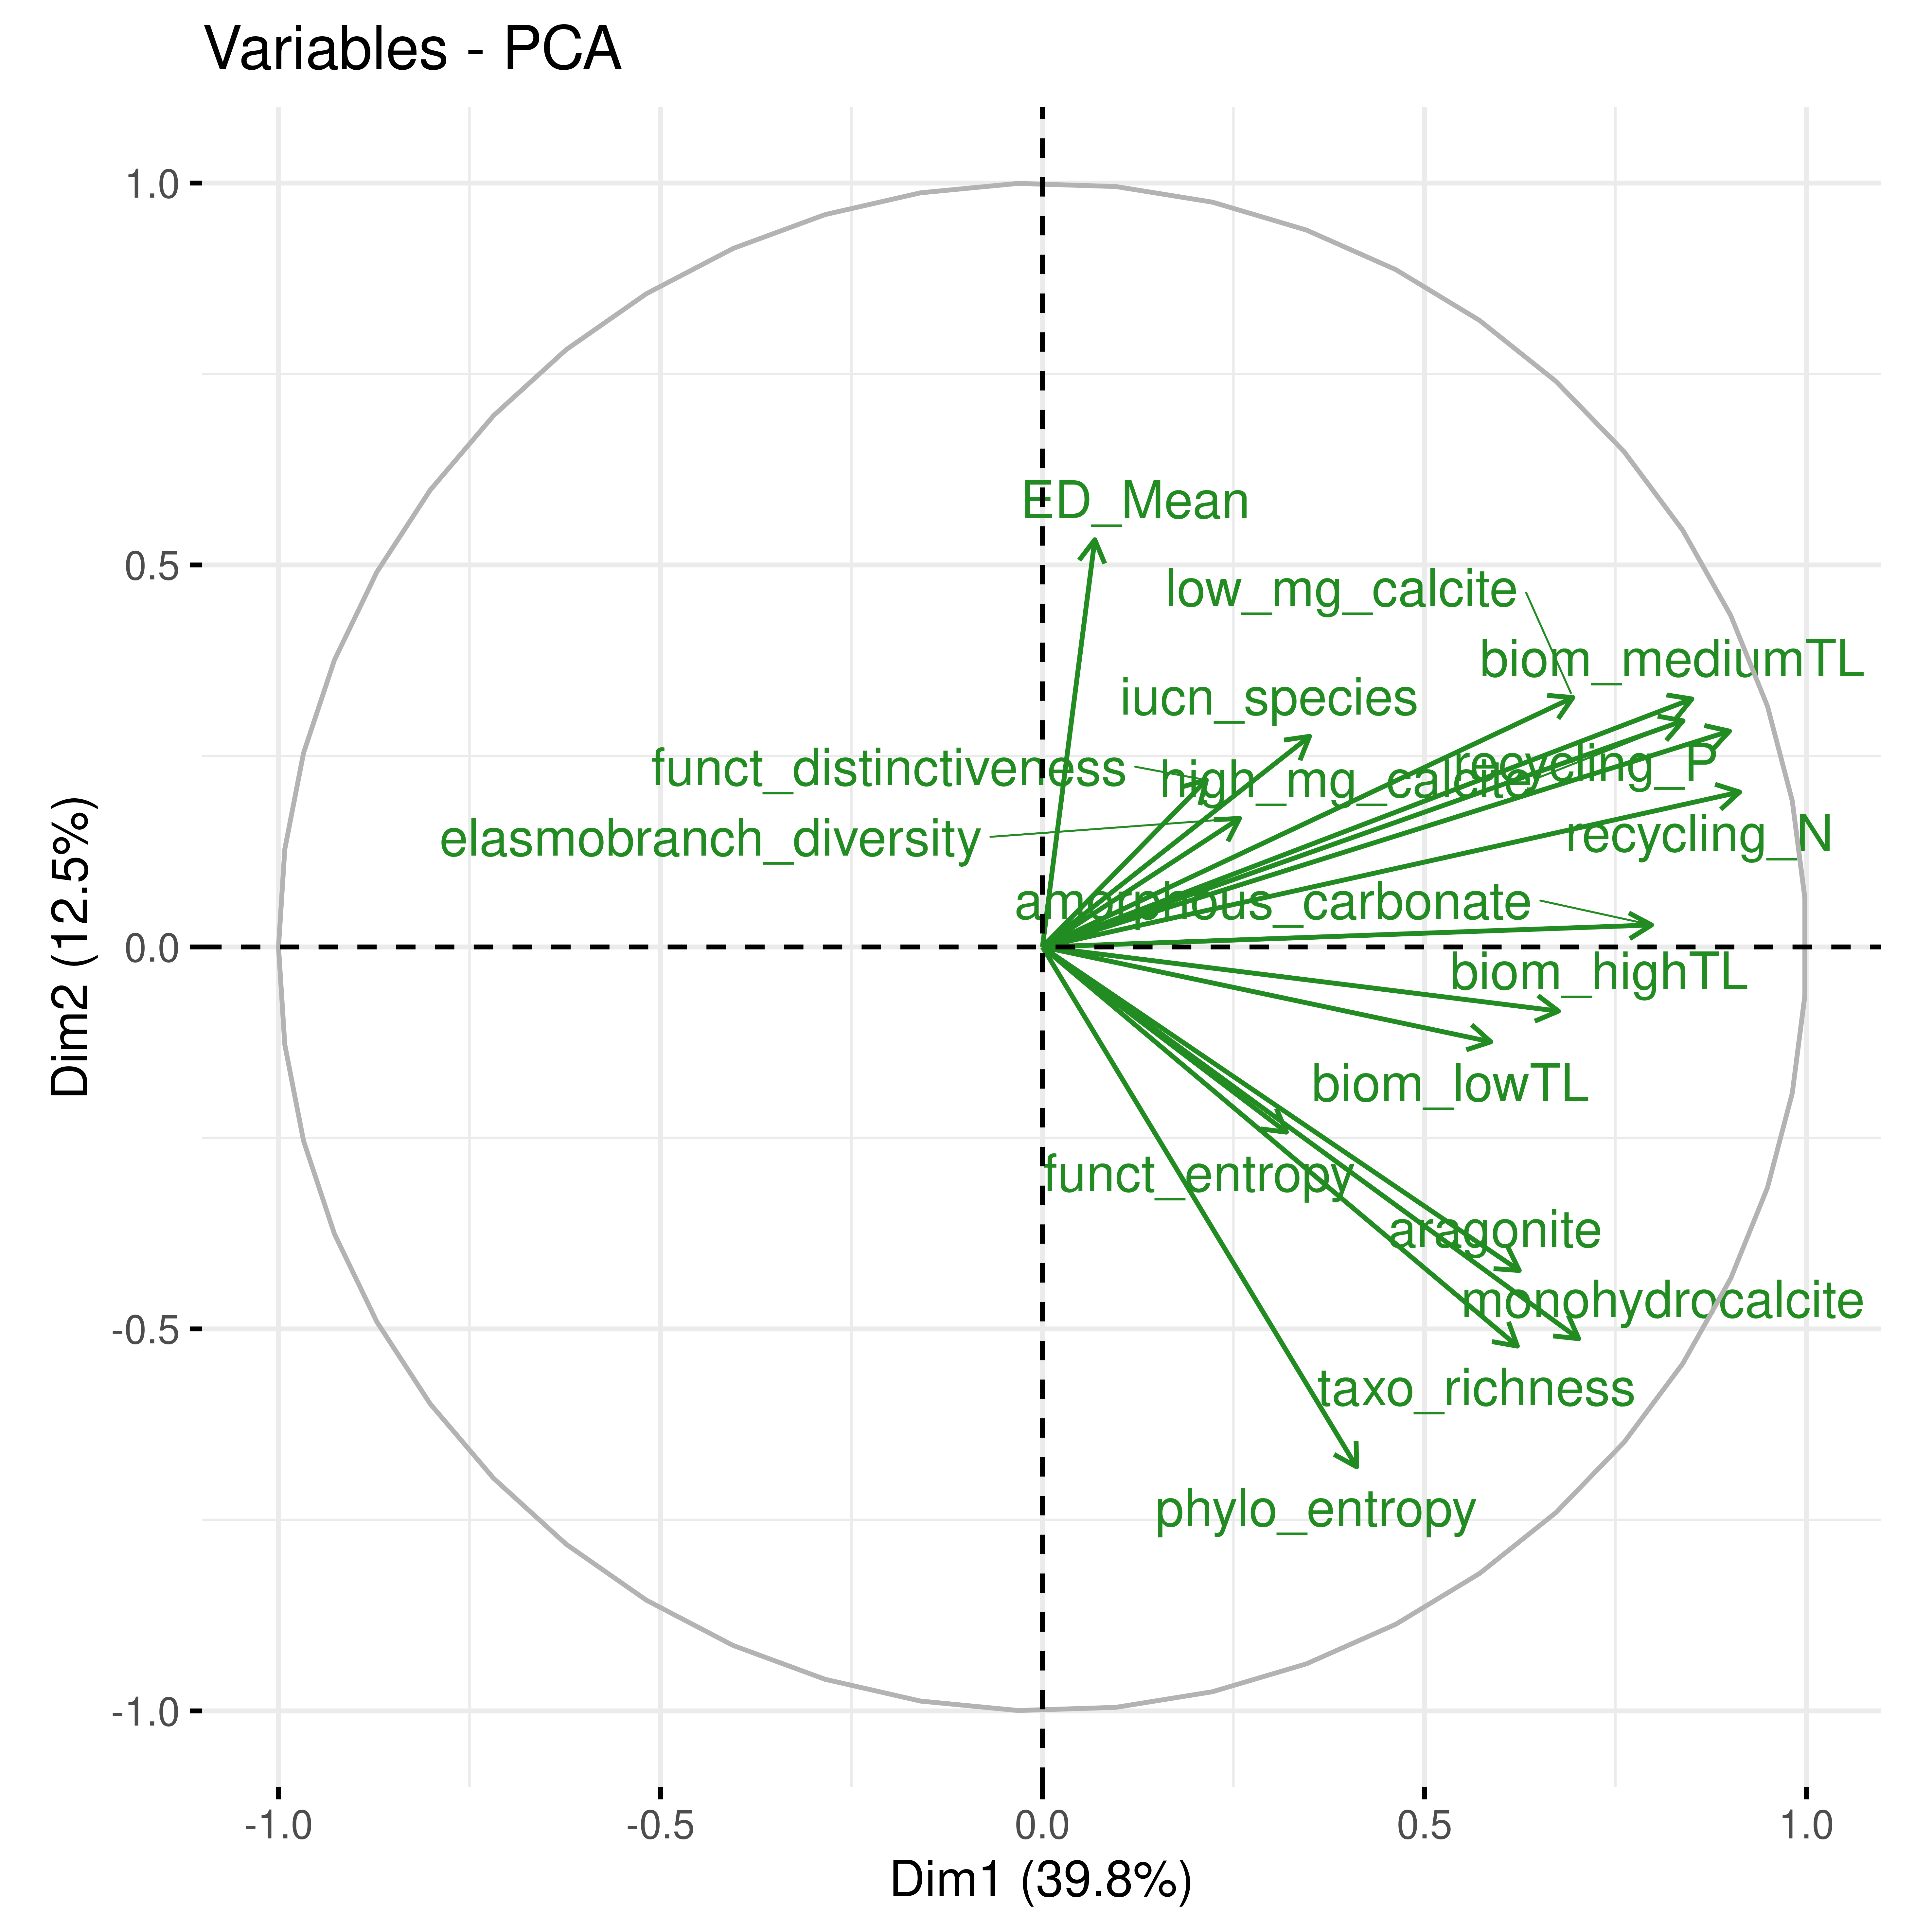 Variables - PCA
1.0
0.5
0.0
-0.5
-1.0
Dim2 (12.5%)
ED_Mean
low_mg_calcite
biom_mediumTL
iucn_species
funct_distinctiveness
high_mg_calcite
recycling_P
elasmobranch_diversity
recycling_N
amorphous_carbonate
biom_highTL
biom_lowTL
funct_entropy
aragonite
monohydrocalcite
taxo_richness
phylo_entropy
-1.0
-0.5
0.0
0.5
1.0
Dim1 (39.8%)